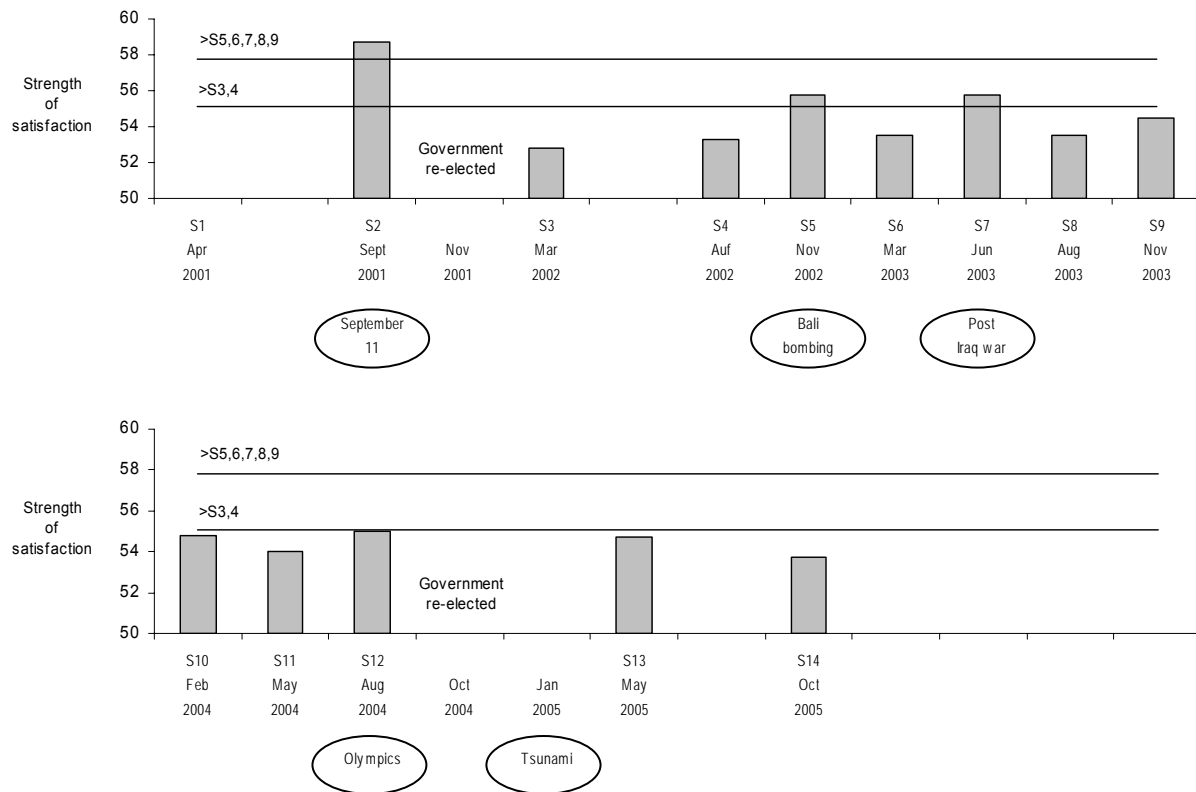 60
58
56
54
52
50
Strength
of
satisfaction
>S5,6,7,8,9
>S3,4
Government
re-elected
S1 S2 S3 S4 S5 S6 S7 S8 S9
Apr Sept Nov Mar Auf Nov Mar Jun Aug Nov
2001 2001 2001 2002 2002 2002 2003 2003 2003 2003
September
11
Bali
bombing
Post
Iraq war
60
58
56
54
52
50
Strength
of
satisfaction
>S5,6,7,8,9
>S3,4
Government
re-elected
S10 S11 S12 S13 S14
Feb May Aug Oct Jan May Oct
2004 2004 2004 2004 2005 2005 2005
Olympics
Tsunami